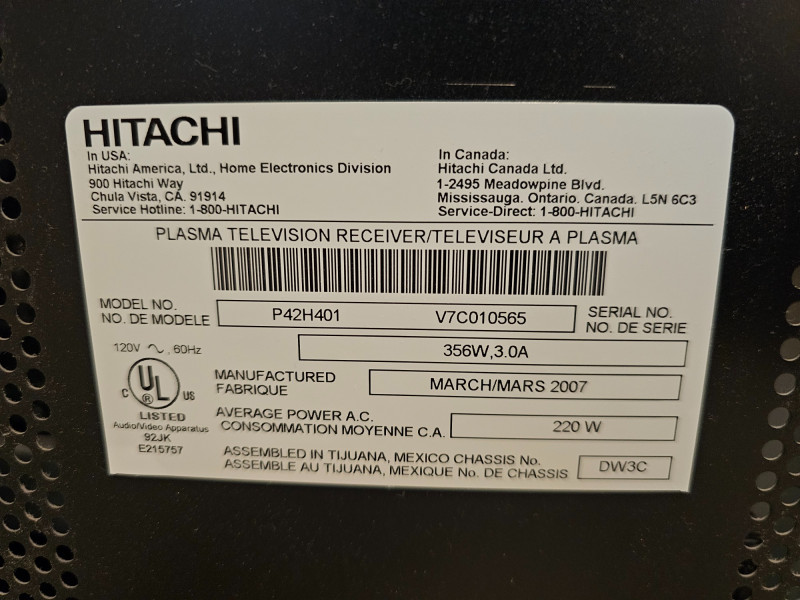 HITACHI
In USA:
Hitachi America, Ltd., Home Electronics Division
900 Hitachi Way
Chula Vista, CA. 91914
Service Hotline: 1-800-HITACHI
In Canada:
Hitachi Canada Ltd.
1-2495 Meadowpine Blvd.
Mississauga. Ontario. Canada. L5N 6C3
Service-Direct: 1-800-HITACHI
PLASMA TELEVISION RECEIVER/TELEVISEUR A PLASMA
MODEL NO.
NO. DE MODELE
P42H401 V7C010565
SERIAL NO.
NO. DE SERIE
120V ~, 60Hz
356W,3.0A
C UL ® US
LISTED
Audio/Video Apparatus
92JK
E215757
MANUFACTURED
FABRIQUE
MARCH/MARS 2007
AVERAGE POWER A.C.
CONSOMMATION MOYENNE C.A.
220 W
ASSEMBLED IN TIJUANA, MEXICO CHASSIS No.
ASSEMBLE AU TIJUANA, MEXIQUE No. DE CHASSIS
DW3C